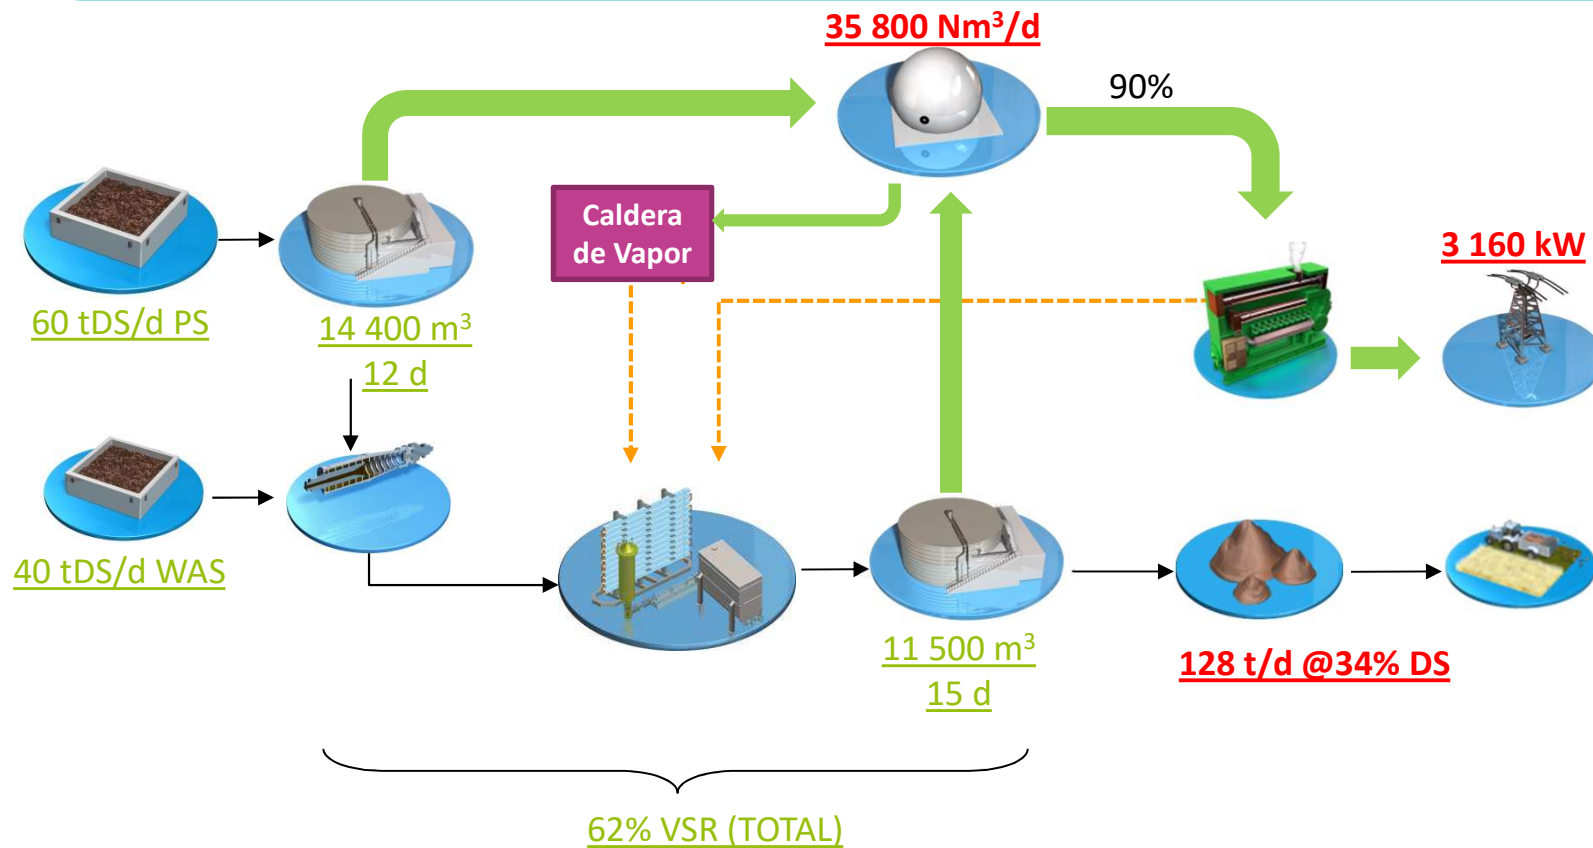 35 800 Nm³/d
90%
Caldera
de Vapor
3 160 kW
60 tDS/d PS
14 400 m³
12 d
40 tDS/d WAS
11 500 m³
15 d
128 t/d @34% DS
62% VSR (TOTAL)